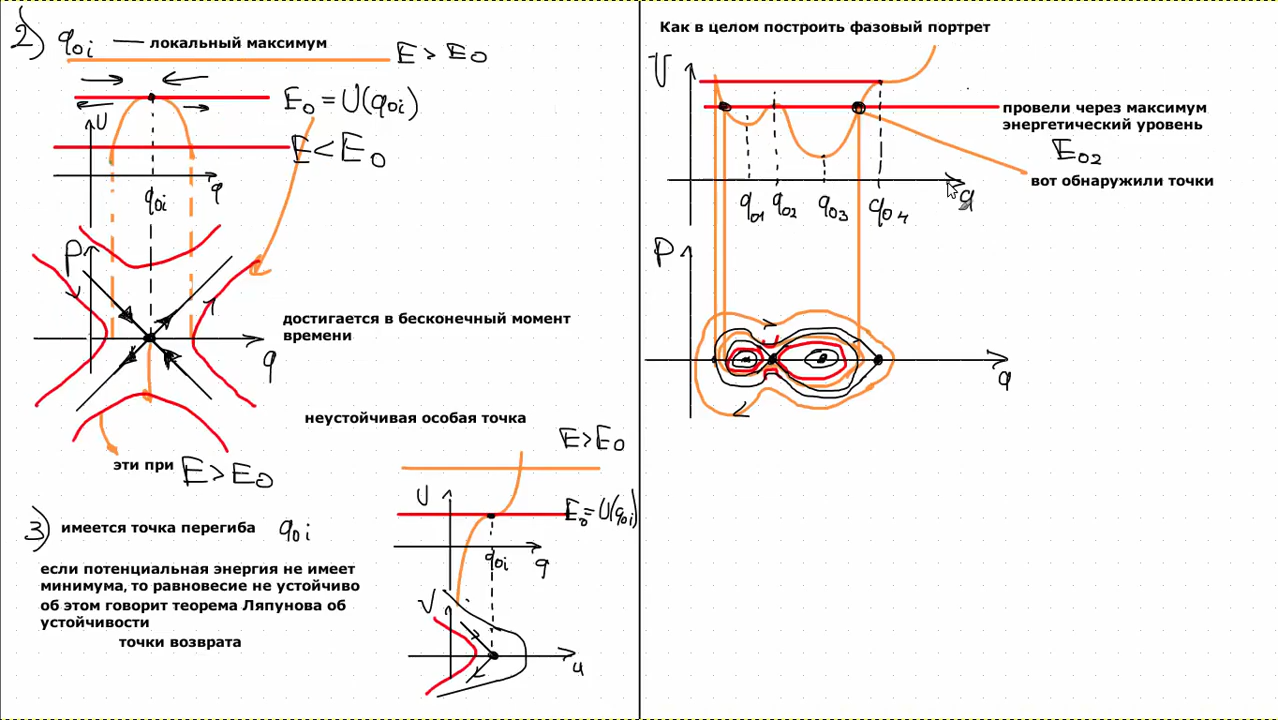 2) q₀ᵢ — локальный максимум
E > E₀
E₀ = U(q₀ᵢ)
U
E < E₀
q
q₀ᵢ
P
достигается в бесконечный момент
времени
q
неустойчивая особая точка
эти при E > E₀
E > E₀
U
E₀ = U(q₀ᵢ)
3) имеется точка перегиба q₀ᵢ
q₀ᵢ
q
если потенциальная энергия не имеет
минимума, то равновесие не устойчиво
об этом говорит теорема Ляпунова об
устойчивости
точки возврата
V
u
Как в целом построить фазовый портрет
U
провели через максимум
энергетический уровень
E₀₂
вот обнаружили точки
q
q₀₁ q₀₂ q₀₃ q₀₄
P
q